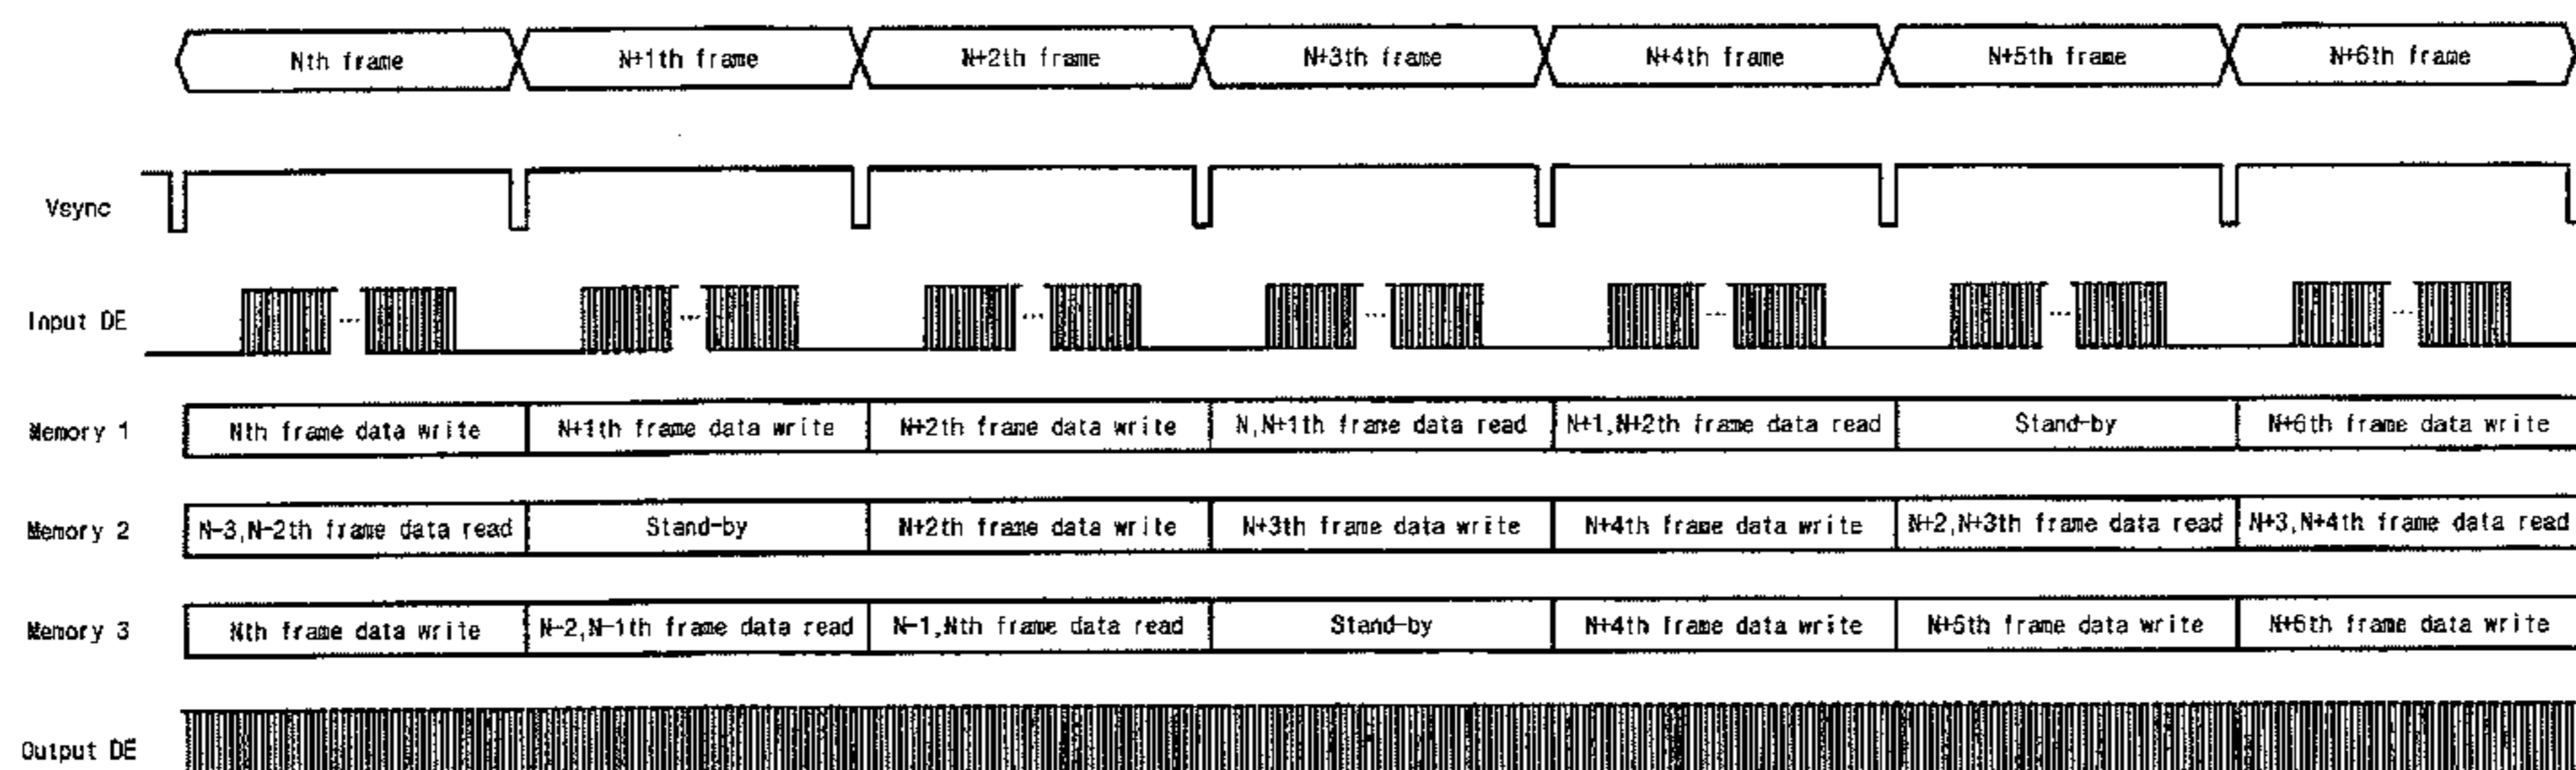 Nth frame N+1th frame N+2th frame N+3th frame N+4th frame N+5th frame N+6th frame
Vsync
Input DE ... ... ... ... ... ... ...
Memory 1 Nth frame data write N+1th frame data write N+2th frame data write N,N+1th frame data read N+1,N+2th frame data read Stand-by N+6th frame data write
Memory 2 N-3,N-2th frame data read Stand-by N+2th frame data write N+3th frame data write N+4th frame data write N+2,N+3th frame data read N+3,N+4th frame data read
Memory 3 Nth frame data write N-2,N-1th frame data read N-1,Nth frame data read Stand-by N+4th frame data write N+5th frame data write N+6th frame data write
Output DE